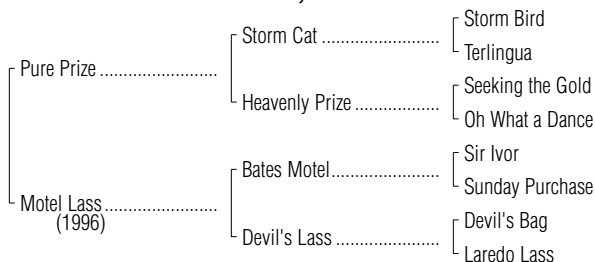 Storm Bird
Storm Cat ........................
Terlingua
Pure Prize ........................
Seeking the Gold
Heavenly Prize .................
Oh What a Dance
Sir Ivor
Bates Motel......................
Sunday Purchase
Motel Lass.......................
(1996)
Devil's Bag
Devil's Lass .....................
Laredo Lass